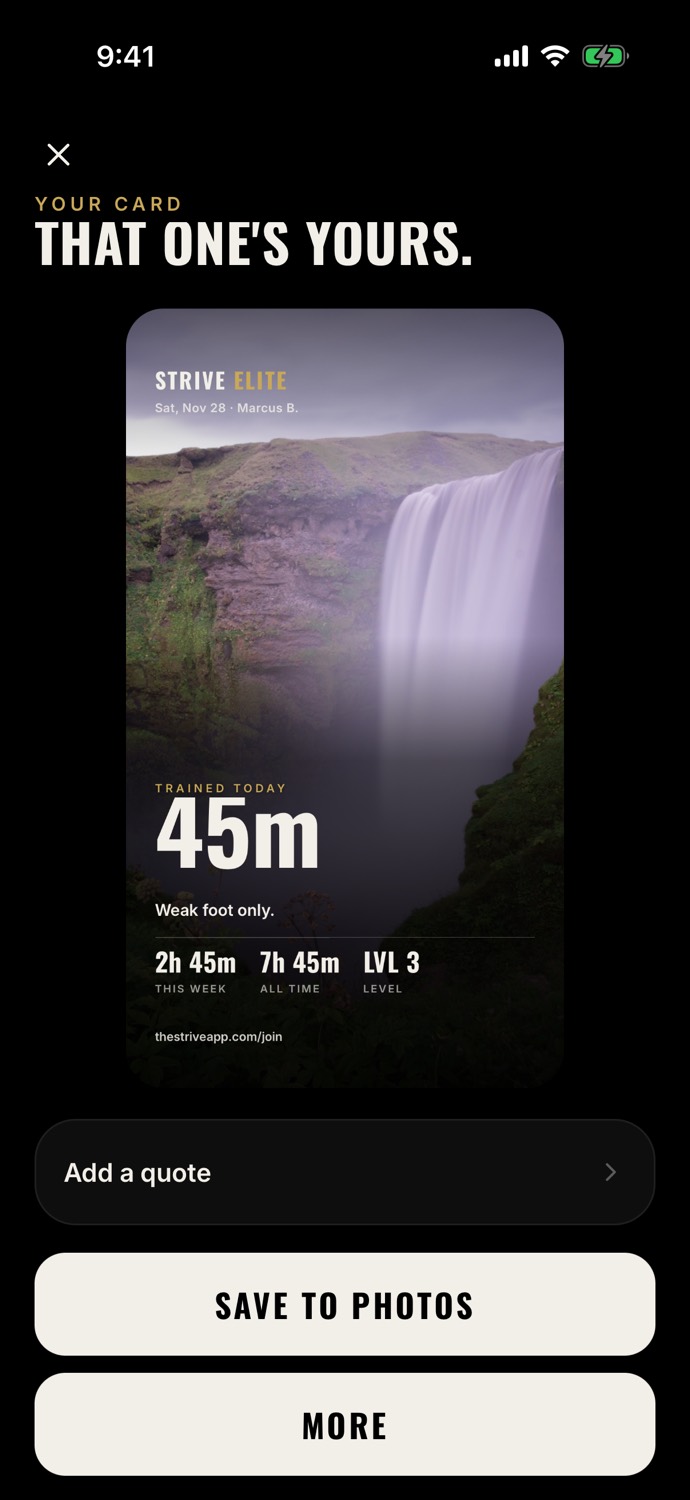 9:41
YOUR CARD
THAT ONE'S YOURS.
STRIVE ELITE
Sat, Nov 28 · Marcus B.
TRAINED TODAY
45m
Weak foot only.
2h 45m 7h 45m LVL 3
THIS WEEK ALL TIME LEVEL
thestriveapp.com/join
Add a quote
SAVE TO PHOTOS
MORE